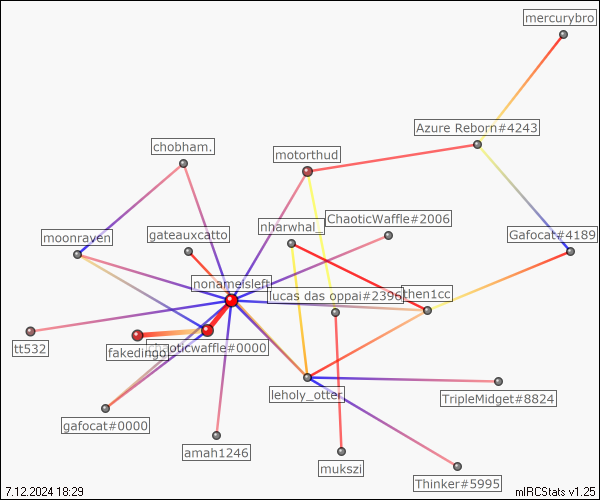 mercurybro
Azure Reborn#4243
chobham.
motorthud
ChaoticWaffle#2006
nharwhal_
gateauxcatto
moonraven
Gafocat#4189
nonameisleft
lucas das oppai#2396
then1cc
tt532
fakedingo
chaoticwaffle#0000
leholy_otter
TripleMidget#8824
gafocat#0000
amah1246
mukszi
Thinker#5995
7.12.2024 18:29
mIRCStats v1.25